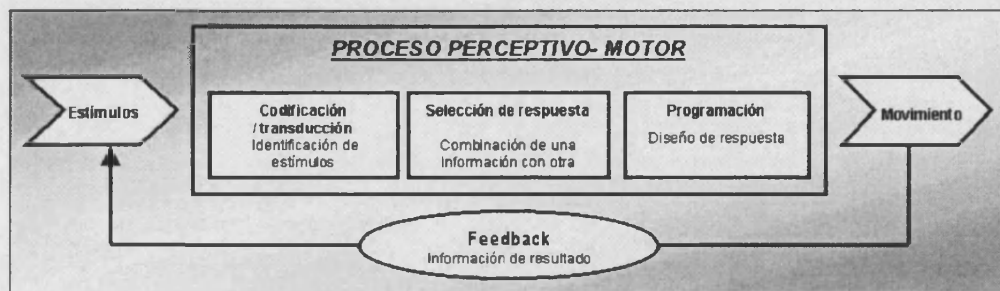 PROCESO PERCEPTIVO- MOTOR
Estímulos
Codificación
/ transducción
Identificación de
estímulos
Selección de respuesta
Combinación de una
información con otra
Programación
Diseño de respuesta
Movimiento
Feedback
Información de resultado